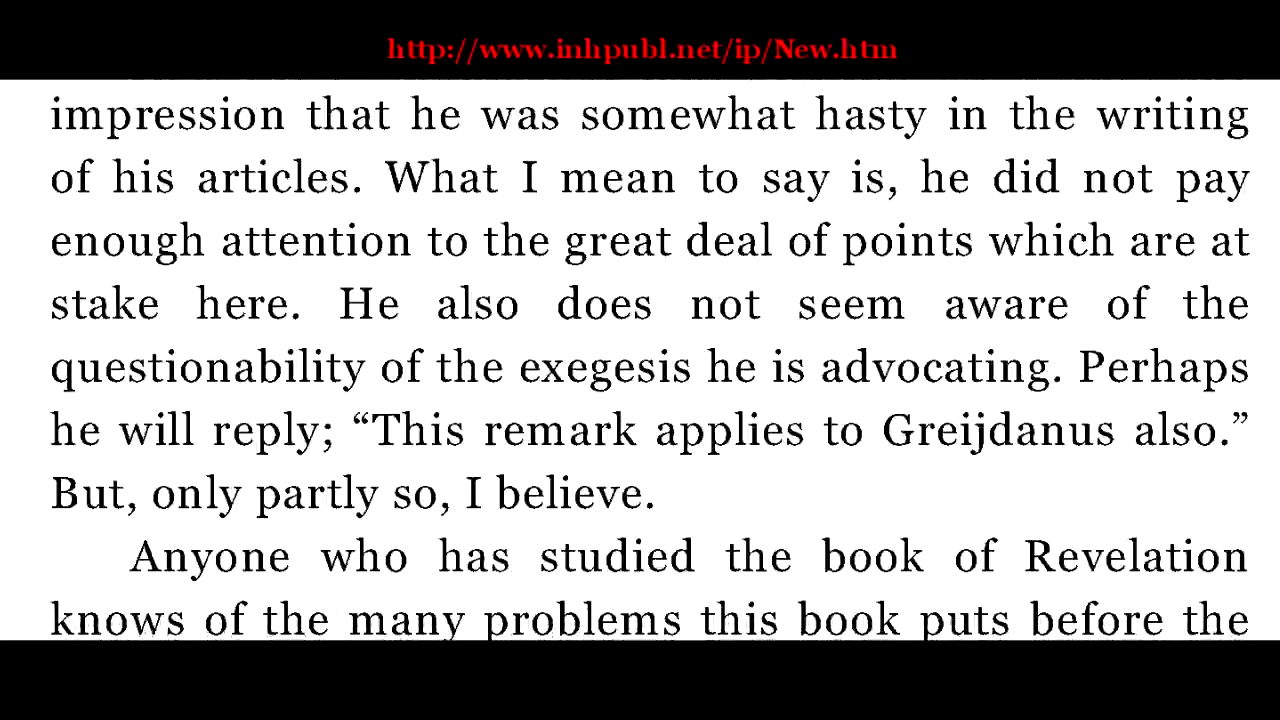 http://www.inhpubl.net/ip/New.htm
impression that he was somewhat hasty in the writing
of his articles. What I mean to say is, he did not pay
enough attention to the great deal of points which are at
stake here. He also does not seem aware of the
questionability of the exegesis he is advocating. Perhaps
he will reply; “This remark applies to Greijdanus also.”
But, only partly so, I believe.
Anyone who has studied the book of Revelation
knows of the many problems this book puts before the